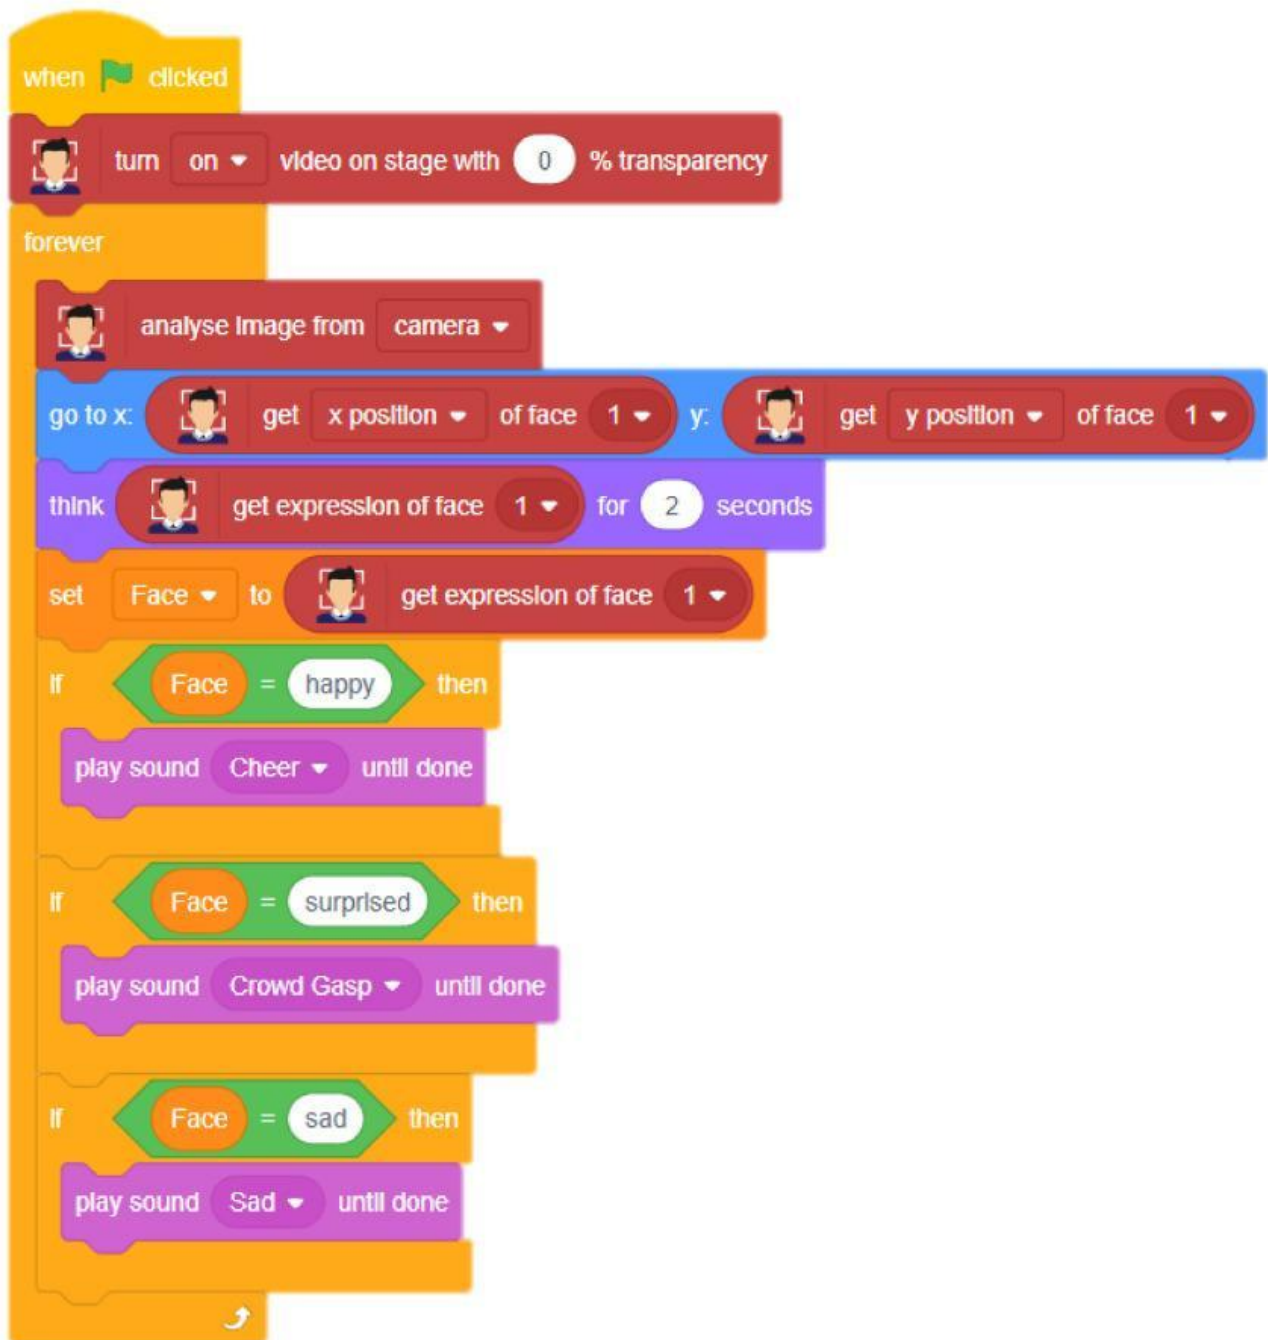 when clicked
turn on video on stage with 0 % transparency
forever
analyse image from camera
go to x: get x position of face 1 y: get y position of face 1
think get expression of face 1 for 2 seconds
set Face to get expression of face 1
if Face = happy then
play sound Cheer until done
if Face = surprised then
play sound Crowd Gasp until done
if Face = sad then
play sound Sad until done